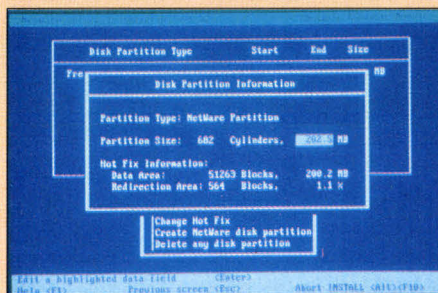 Disk Partition Type Start End Size
Fre MB
Disk Partition Information
Partition Type: NetWare Partition
Partition Size: 682 Cylinders, 202.5 MB
Hot Fix Information:
Data Area: 51263 Blocks, 200.2 MB
Redirection Area: 564 Blocks, 1.1 %
Change Hot Fix
Create NetWare disk partition
Delete any disk partition
Edit a highlighted data field <Enter>
Help <F1> Previous screen <Esc> Abort INSTALL <Alt><F10>